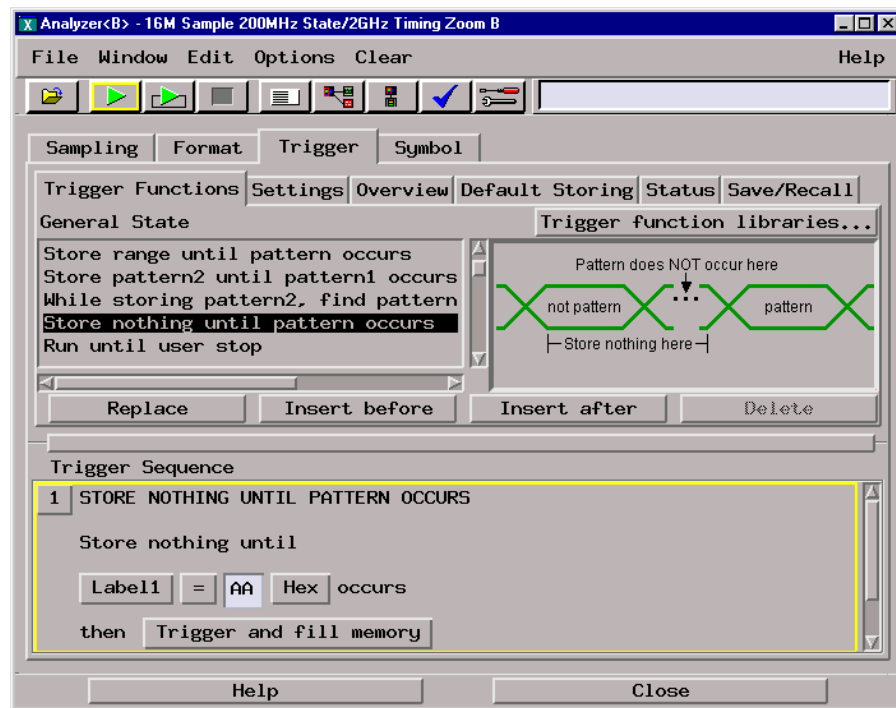 Analyzer<B> - 16M Sample 200MHz State/2GHz Timing Zoom B
File Window Edit Options Clear Help
Sampling Format Trigger Symbol
Trigger Functions Settings Overview Default Storing Status Save/Recall
General State Trigger function libraries...
Store range until pattern occurs
Store pattern2 until pattern1 occurs
While storing pattern2, find pattern
Store nothing until pattern occurs
Run until user stop
Pattern does NOT occur here
not pattern ... pattern
Store nothing here
Replace Insert before Insert after Delete
Trigger Sequence
1 STORE NOTHING UNTIL PATTERN OCCURS
Store nothing until
Label1 = AA Hex occurs
then Trigger and fill memory
Help Close